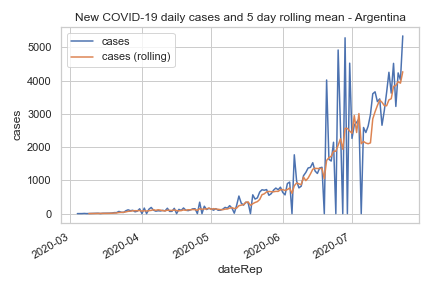 New COVID-19 daily cases and 5 day rolling mean - Argentina
cases
cases (rolling)
5000
4000
3000
2000
1000
0
cases
2020-03
2020-04
2020-05
2020-06
2020-07
dateRep